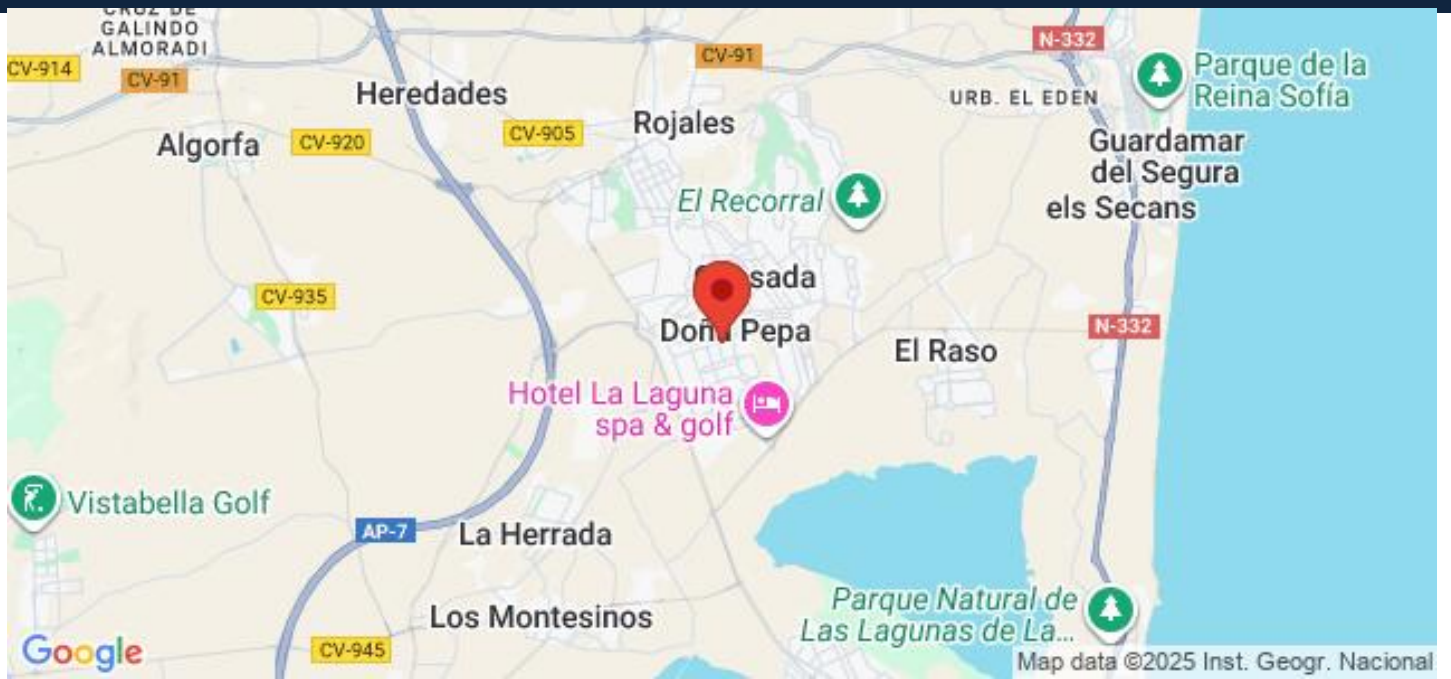 CRUZ DE
GALINDO
ALMORADI
CV-914
CV-91
Heredades
CV-91
N-332
Parque de la
Reina Sofía
URB. EL EDEN
Algorfa
CV-920
CV-905
Rojales
Guardamar
del Segura
els Secans
El Recorral
sada
CV-935
Doña Pepa
N-332
El Raso
Hotel La Laguna
spa & golf
Vistabella Golf
AP-7
La Herrada
Los Montesinos
Parque Natural de
Las Lagunas de La...
Google
CV-945
Map data ©2025 Inst. Geogr. Nacional